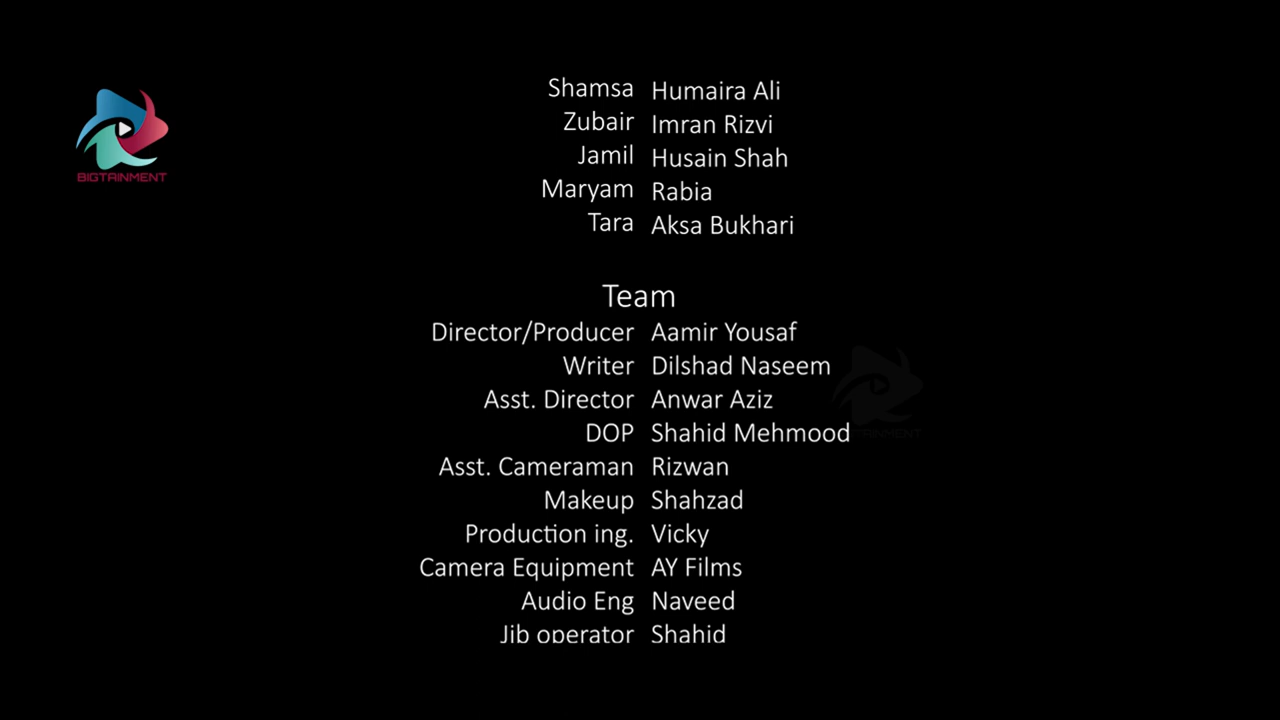 BIGTAINMENT
Shamsa Humaira Ali
Zubair Imran Rizvi
Jamil Husain Shah
Maryam Rabia
Tara Aksa Bukhari
Team
Director/Producer Aamir Yousaf
Writer Dilshad Naseem
Asst. Director Anwar Aziz
DOP Shahid Mehmood
Asst. Cameraman Rizwan
Makeup Shahzad
Production ing. Vicky
Camera Equipment AY Films
Audio Eng Naveed
Jib operator Shahid